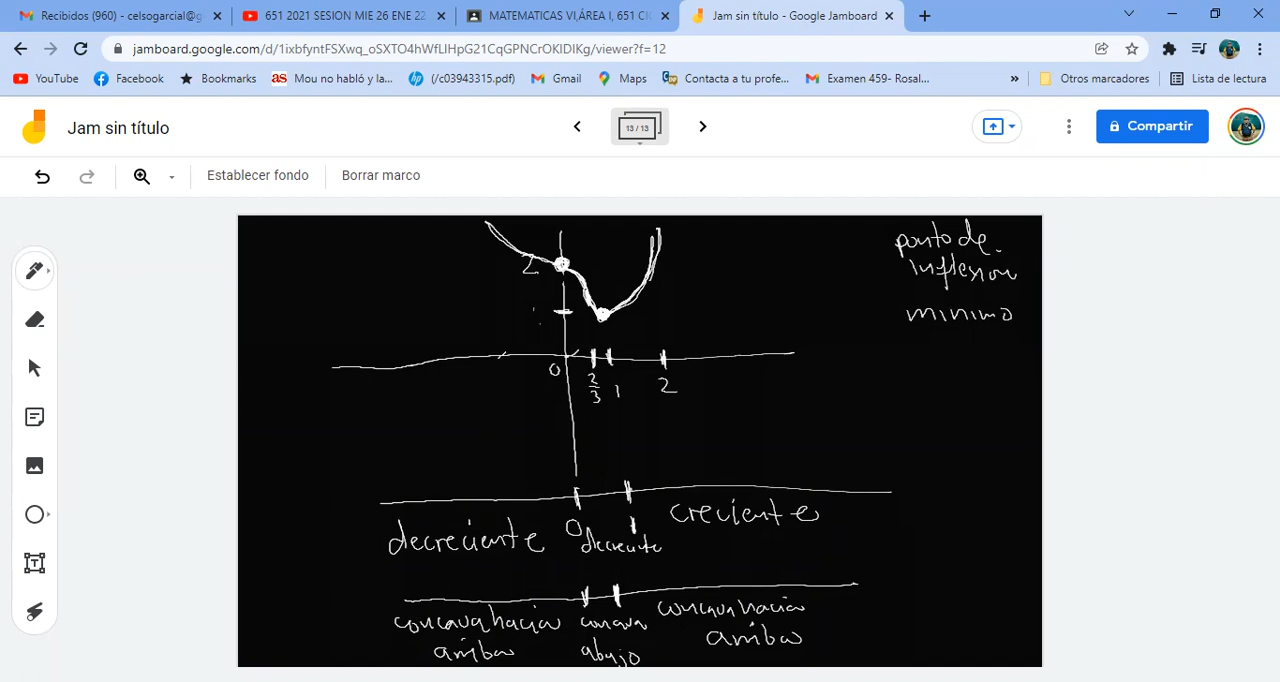 Recibidos (960) - celsogarcial@g
651 2021 SESION MIE 26 ENE 22
MATEMATICAS VI,ÁREA I, 651 CIC
Jam sin título - Google Jamboard
jamboard.google.com/d/1ixbfyntFSXwq_oSXTO4hWfLIHpG21CqGPNCrOKIDIKg/viewer?f=12
YouTube
Facebook
Bookmarks
as Mou no habló y la...
hp (/c03943315.pdf)
Gmail
Maps
Contacta a tu profe...
Examen 459- Rosal...
»
Otros marcadores
Lista de lectura
Jam sin título
13 / 13
Compartir
Establecer fondo
Borrar marco
punto de
inflexion
minimo
2
0
2
3
1
2
decreciente
0
decreciente
creciente
concava hacia
arriba
concava
abajo
concava hacia
arriba